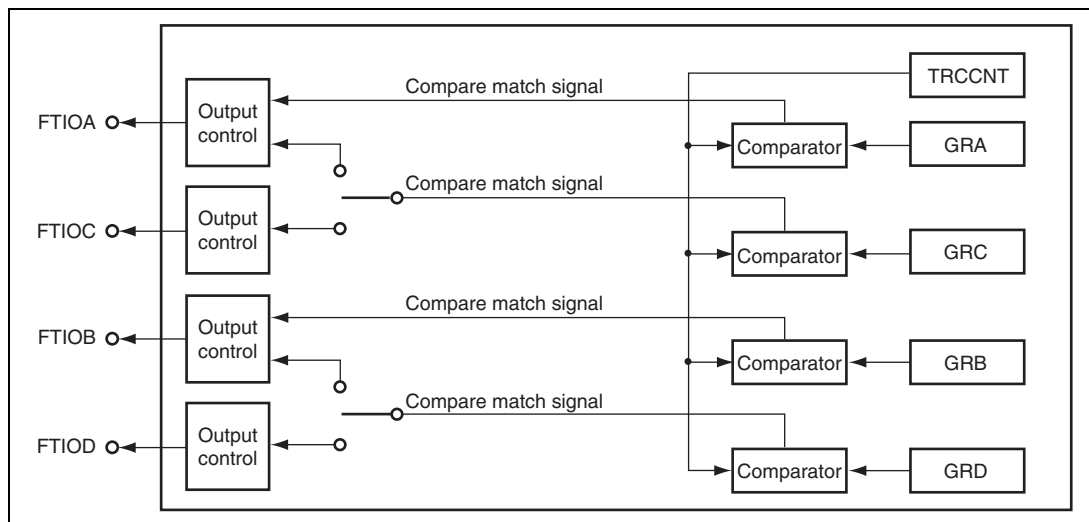 TRCCNT
Compare match signal
FTIOA
Output
control
Comparator
GRA
Compare match signal
FTIOC
Output
control
Comparator
GRC
Compare match signal
FTIOB
Output
control
Comparator
GRB
Compare match signal
FTIOD
Output
control
Comparator
GRD